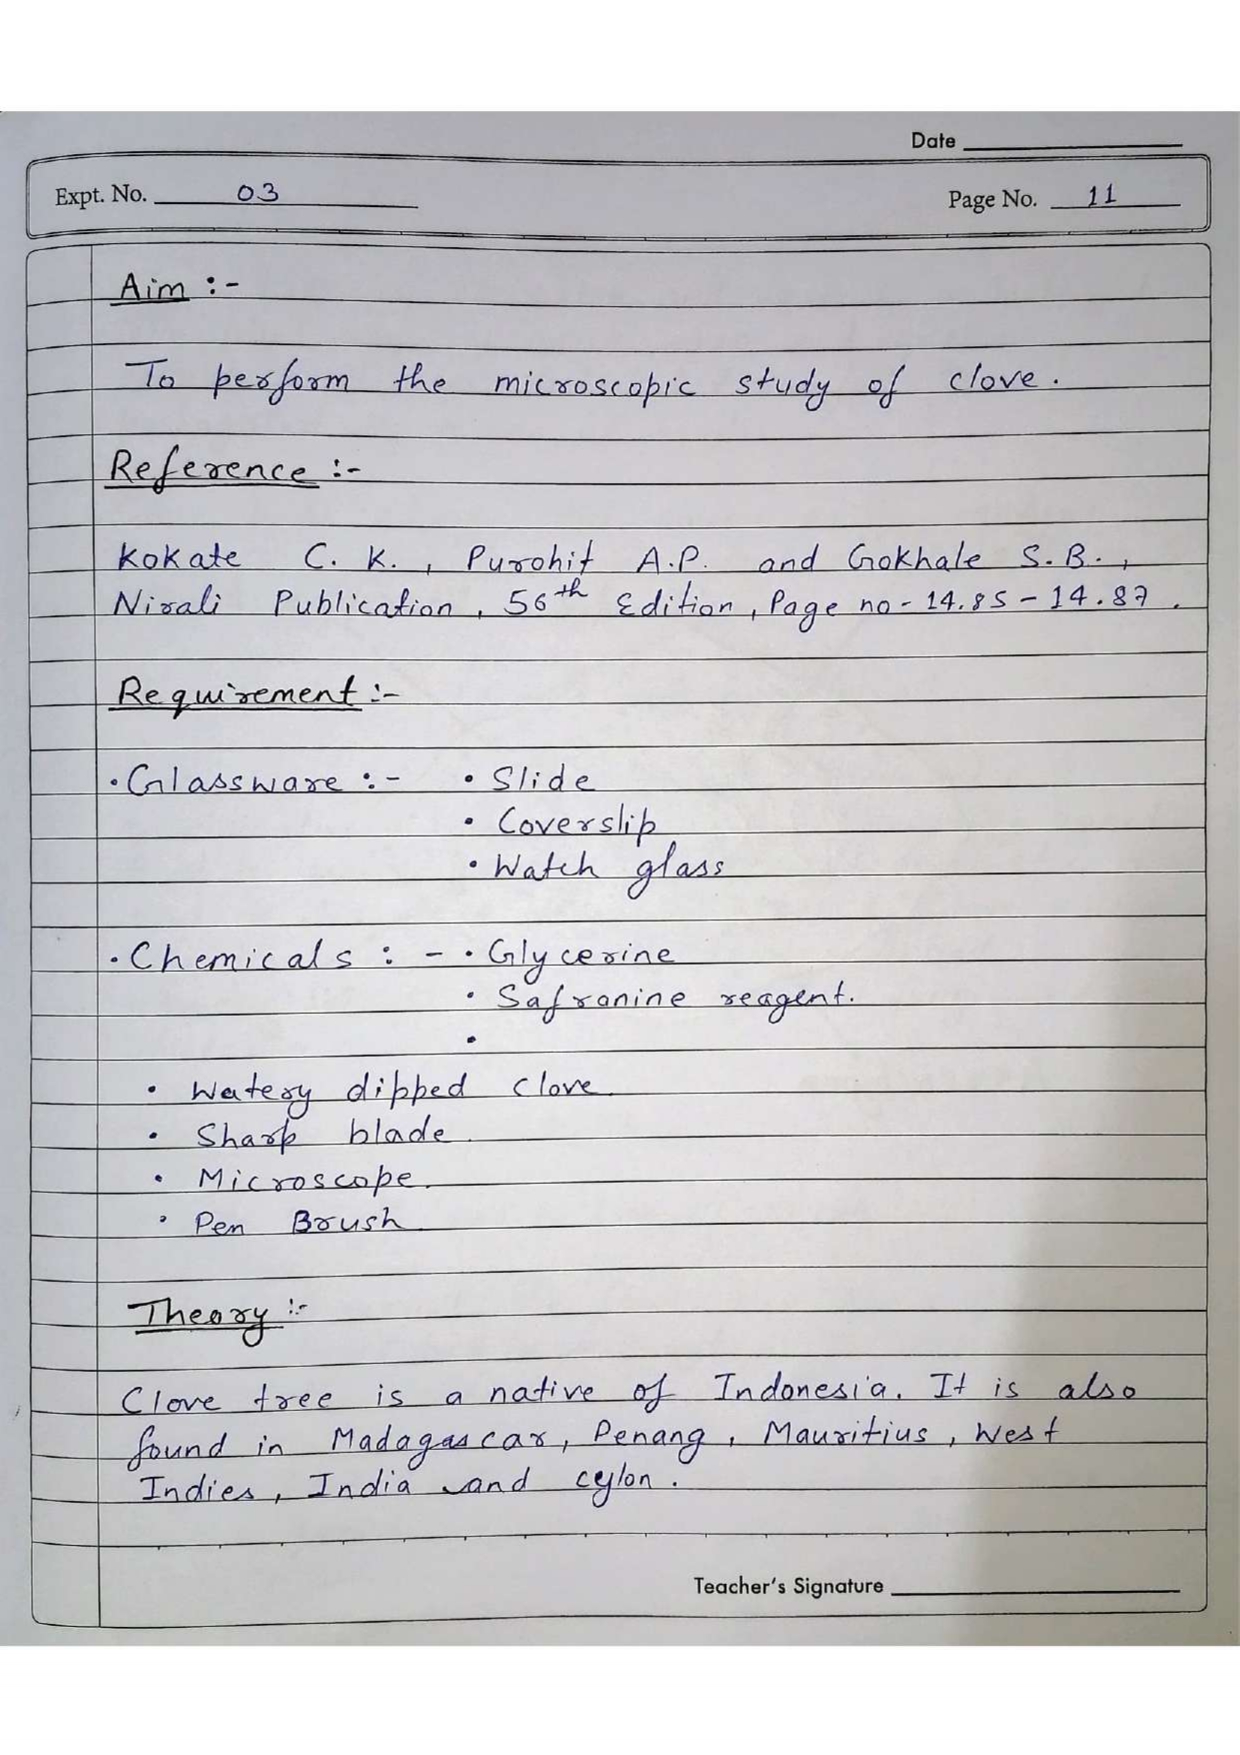 Date
Expt. No. 03
Page No. 11
Aim :-
To perform the microscopic study of clove.
Reference :-
Kokate C. K., Purohit A.P. and Gokhale S.B.,
Nirali Publication, 56th Edition, Page no - 14.85 - 14.87.
Requirement :-
• Glassware :- • Slide
• Coverslip
• Watch glass
• Chemicals : - • Glycerine
• Safranine reagent.
•
• Watery dipped clove.
• Sharp blade.
• Microscope.
• Pen Brush.
Theory :-
Clove tree is a native of Indonesia. It is also
found in Madagascar, Penang, Mauritius, West
Indies, India and ceylon.
Teacher's Signature